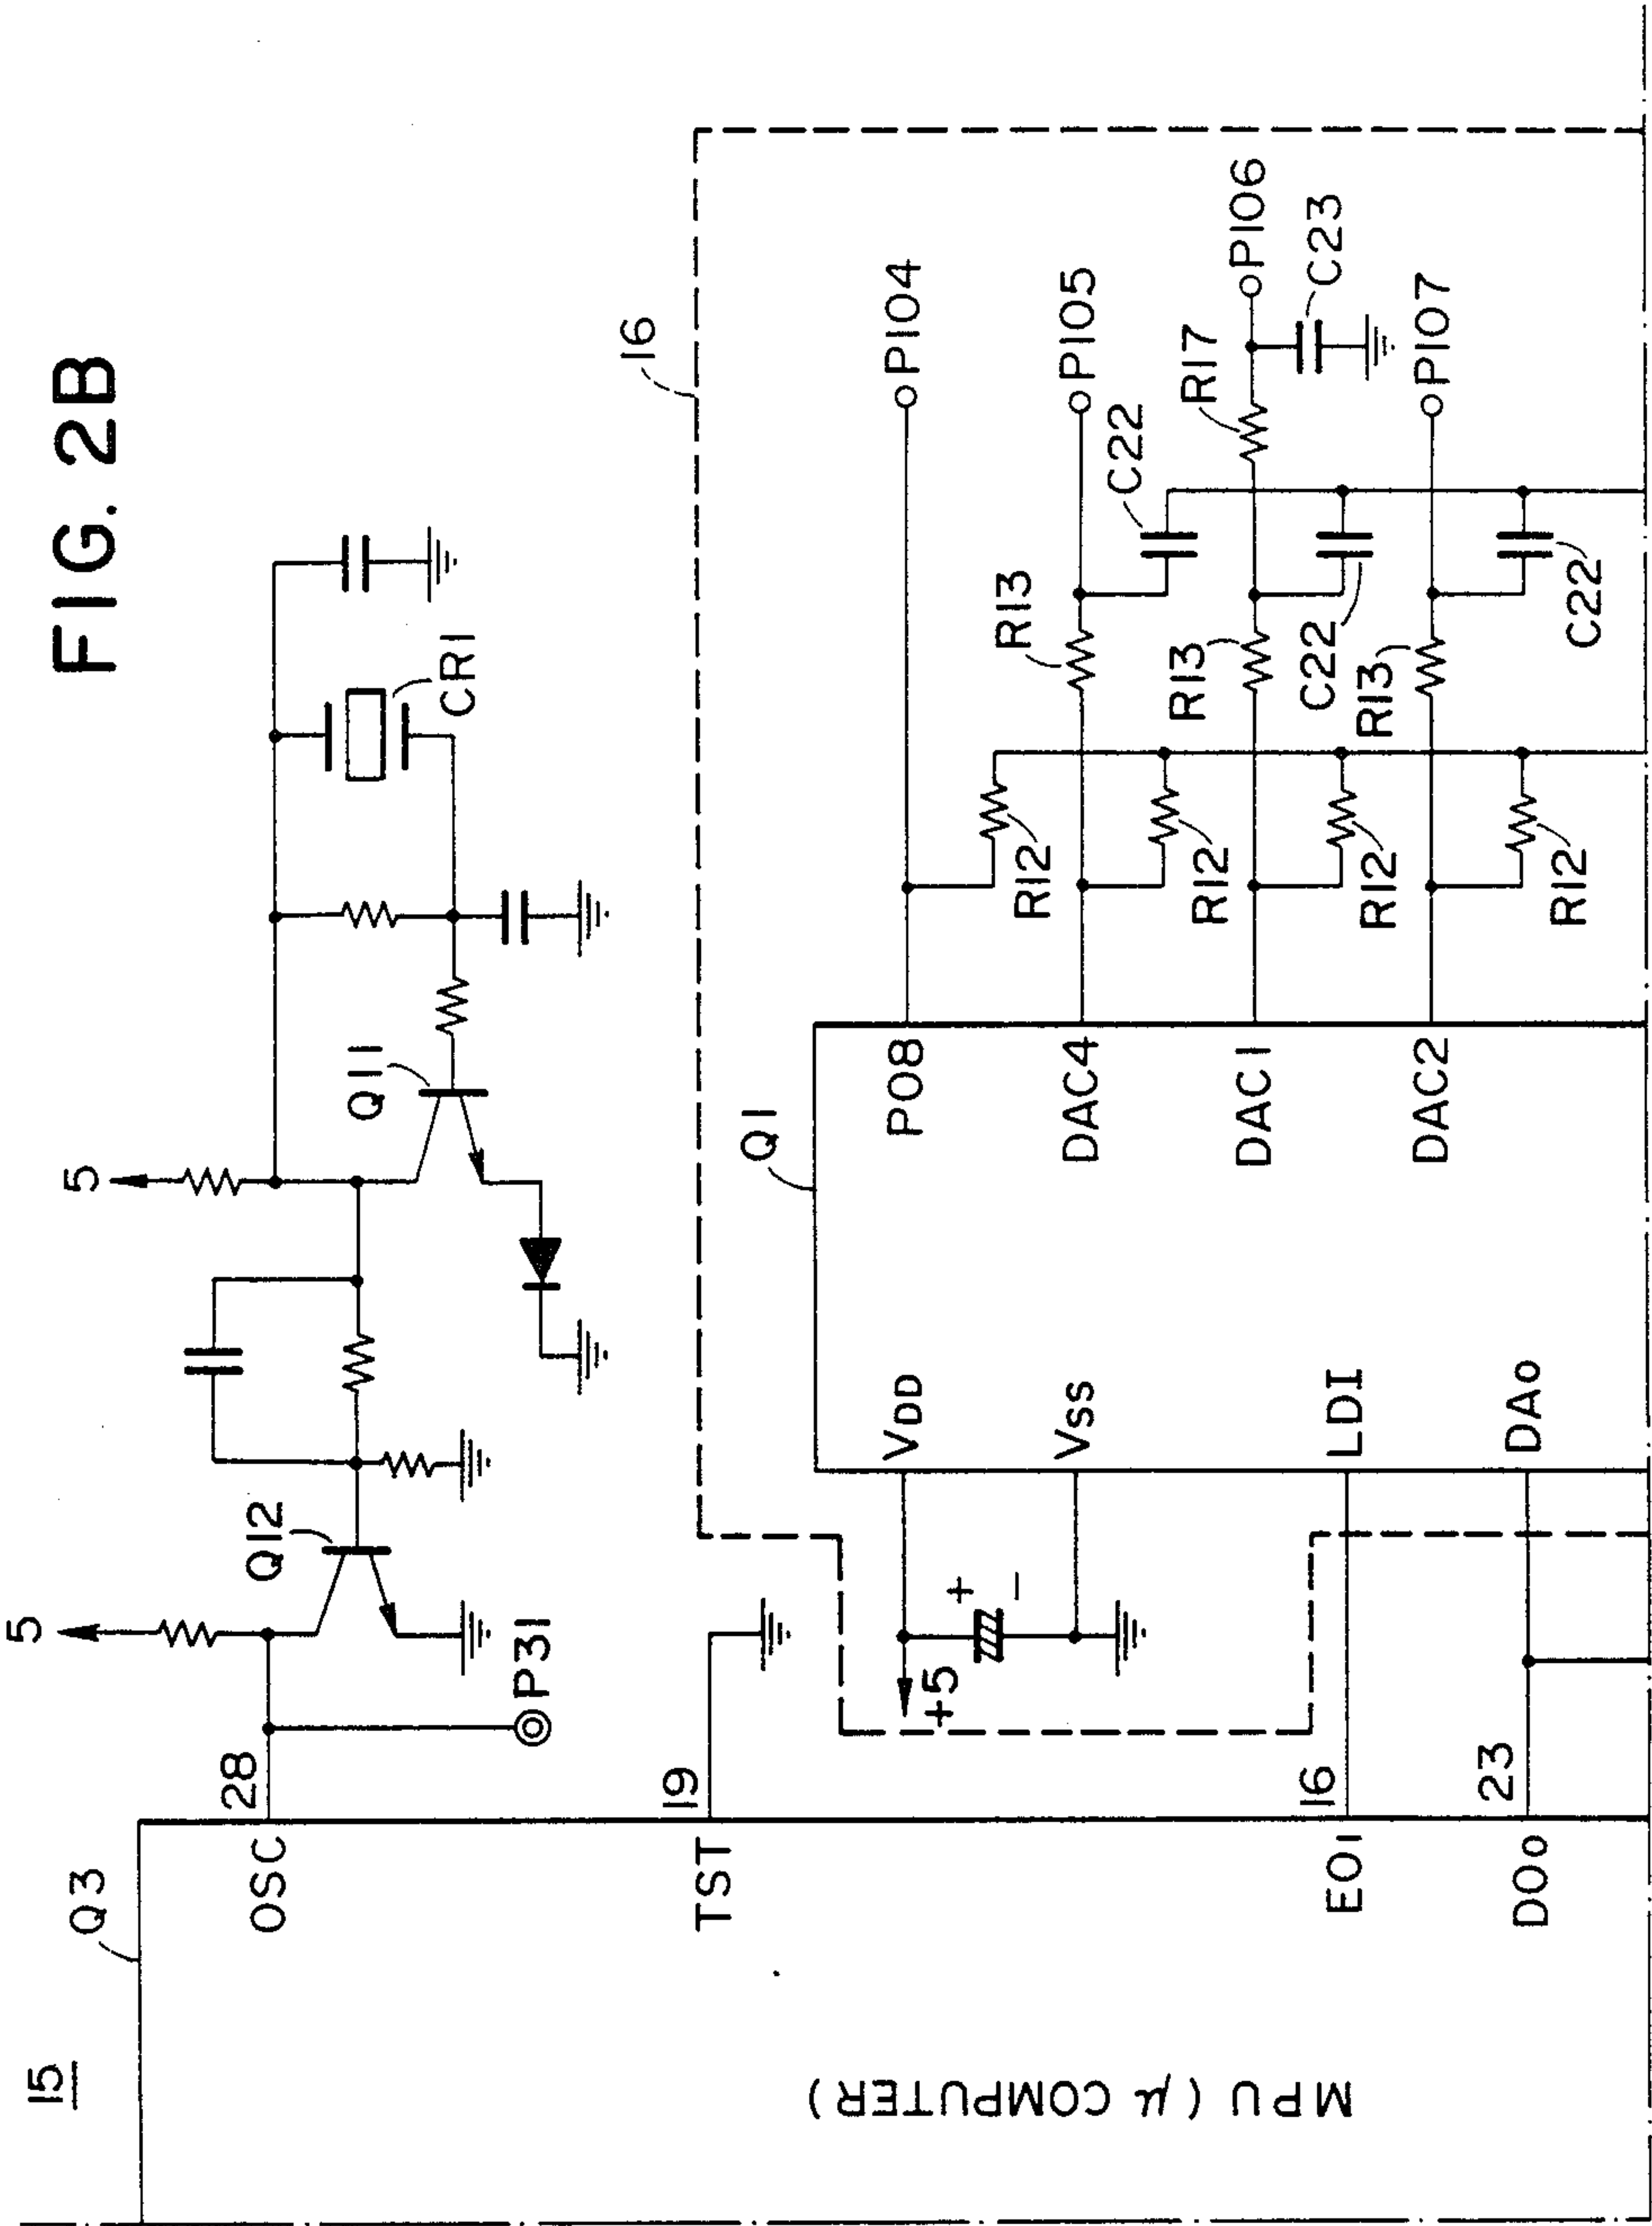 FIG. 2B
15
Q3
MPU (μ COMPUTER)
OSC
28
TST
19
EO1
16
DO0
23
5
P31
Q12
5
Q11
CR1
16
Q1
+5
+
−
VDD
VSS
LDI
DA0
PO8
DAC4
DAC1
DAC2
R12
R12
R12
R12
R13
R13
R13
C22
C22
C22
R17
C23
P104
P105
P106
P107